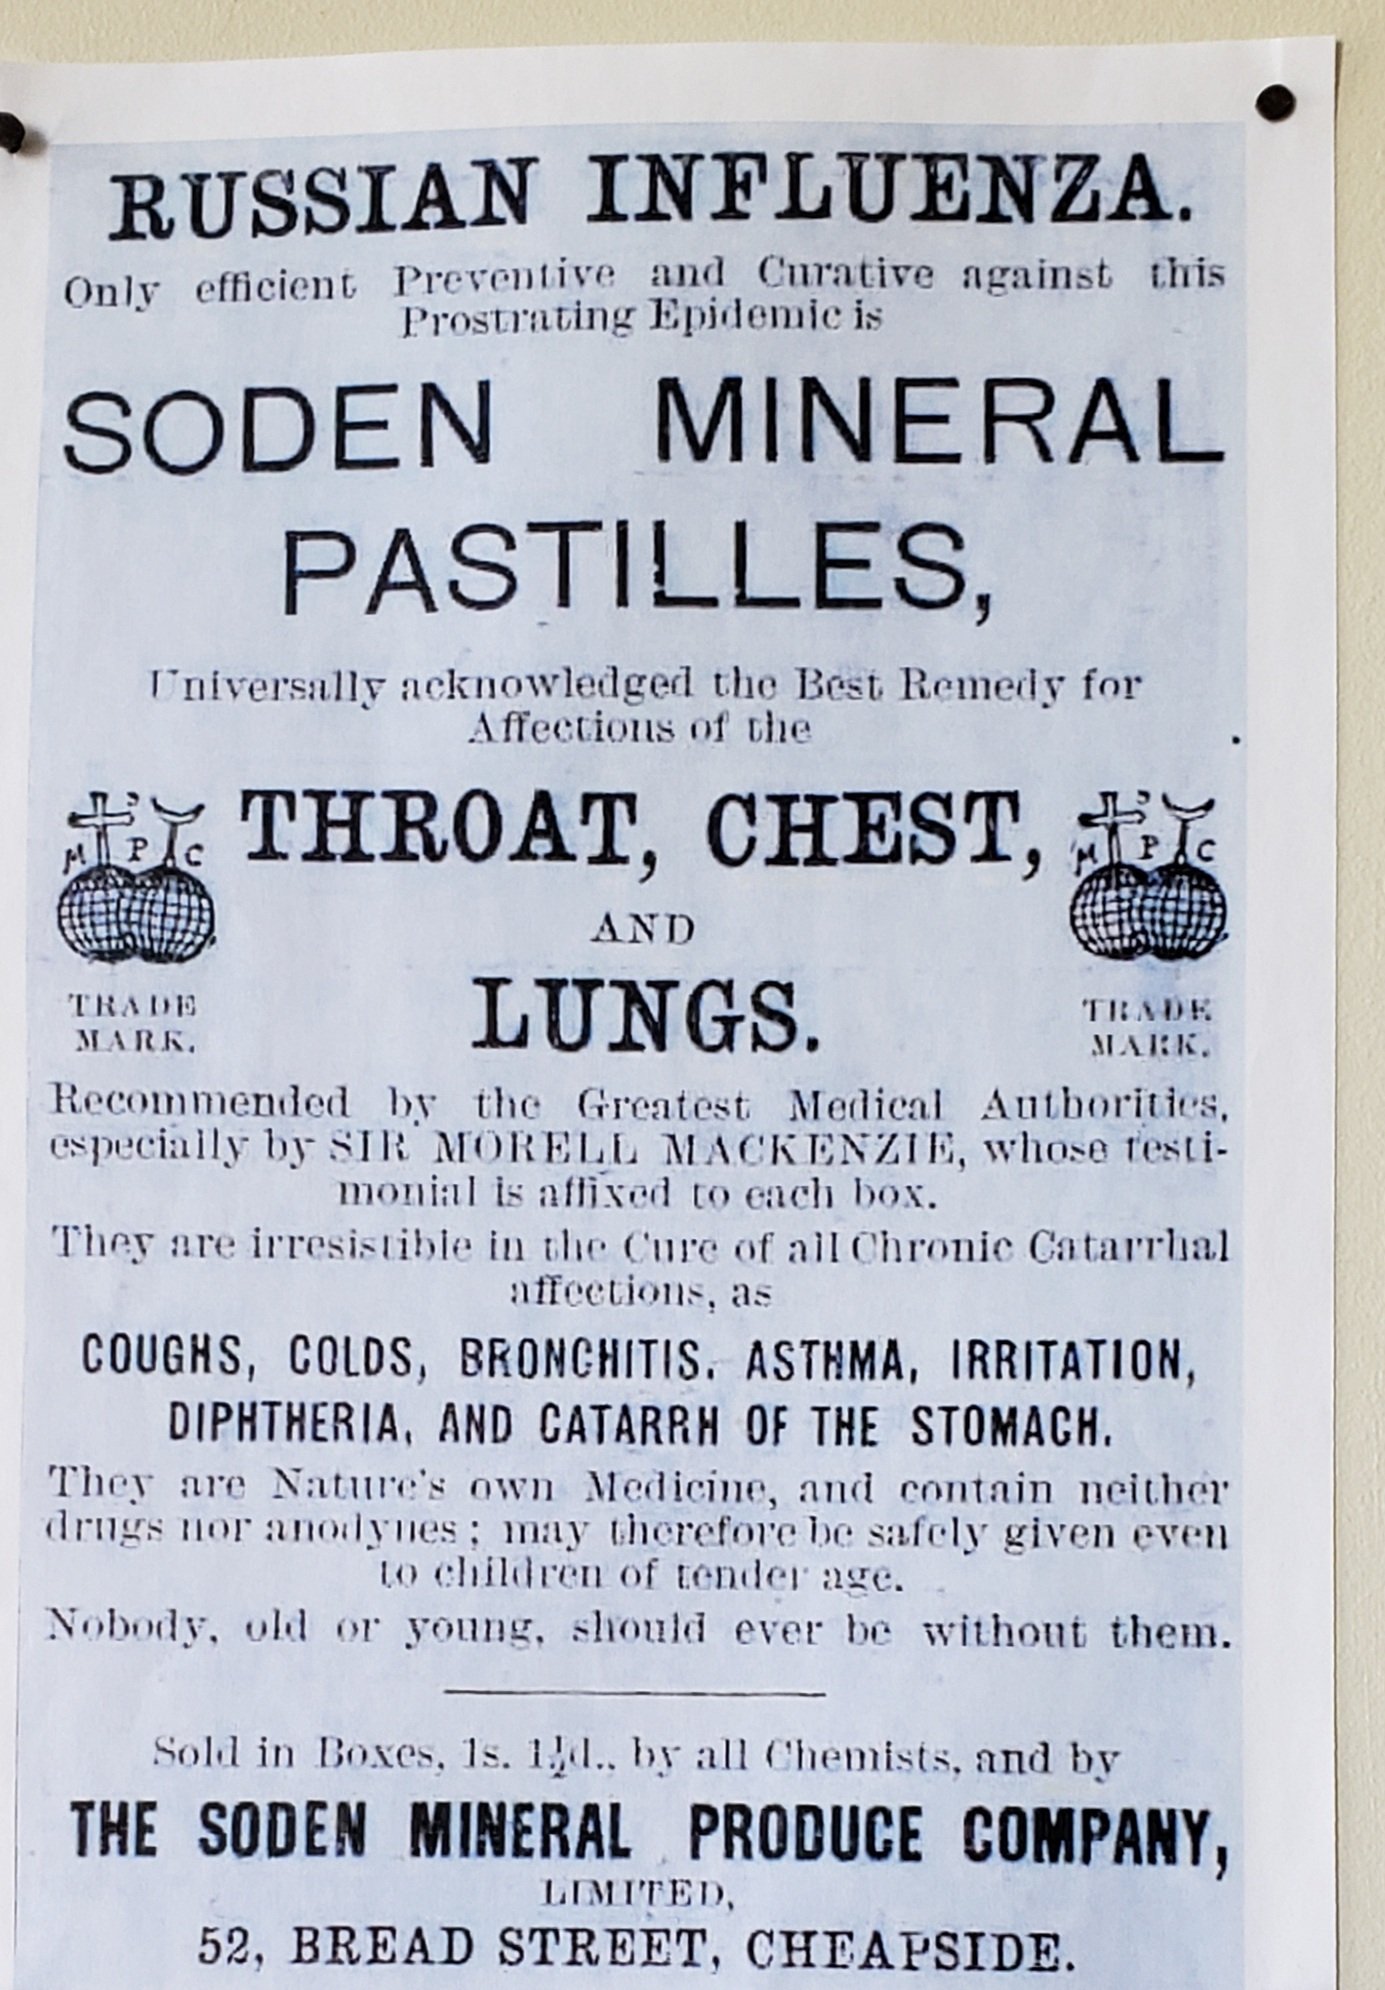 RUSSIAN INFLUENZA.
Only efficient Preventive and Curative against this
Prostrating Epidemic is
SODEN MINERAL
PASTILLES,
Universally acknowledged the Best Remedy for
Affections of the
THROAT, CHEST,
AND
LUNGS.
M P C
TRADE
MARK.
M P C
TRADE
MARK.
Recommended by the Greatest Medical Authorities,
especially by SIR MORELL MACKENZIE, whose testi-
monial is affixed to each box.
They are irresistible in the Cure of all Chronic Catarrhal
affections, as
COUGHS, COLDS, BRONCHITIS. ASTHMA, IRRITATION,
DIPHTHERIA, AND CATARRH OF THE STOMACH.
They are Nature's own Medicine, and contain neither
drugs nor anodynes; may therefore be safely given even
to children of tender age.
Nobody, old or young, should ever be without them.
Sold in Boxes, 1s. 1½d., by all Chemists, and by
THE SODEN MINERAL PRODUCE COMPANY,
LIMITED,
52, BREAD STREET, CHEAPSIDE.